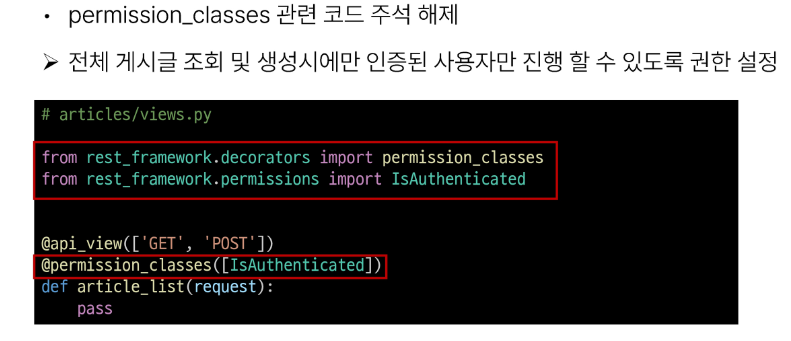 • permission_classes 관련 코드 주석 해제
➢ 전체 게시글 조회 및 생성시에만 인증된 사용자만 진행 할 수 있도록 권한 설정
# articles/views.py
from rest_framework.decorators import permission_classes
from rest_framework.permissions import IsAuthenticated
@api_view(['GET', 'POST'])
@permission_classes([IsAuthenticated])
def article_list(request):
    pass